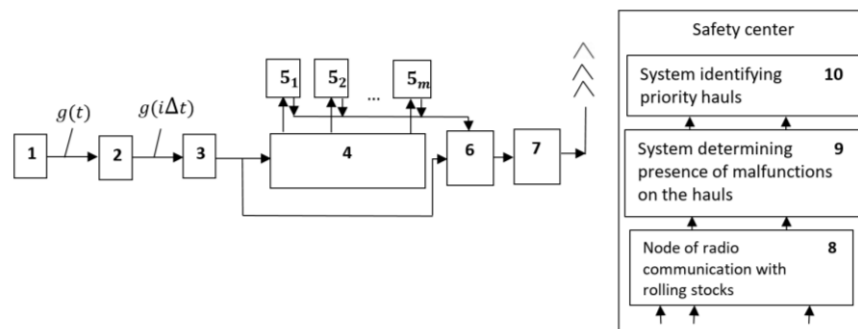 g(t)
g(iΔt)
1
2
3
4
5₁
5₂
...
5ₘ
6
7
Safety center
System identifying 10
priority hauls
System determining 9
presence of malfunctions
on the hauls
Node of radio 8
communication with
rolling stocks